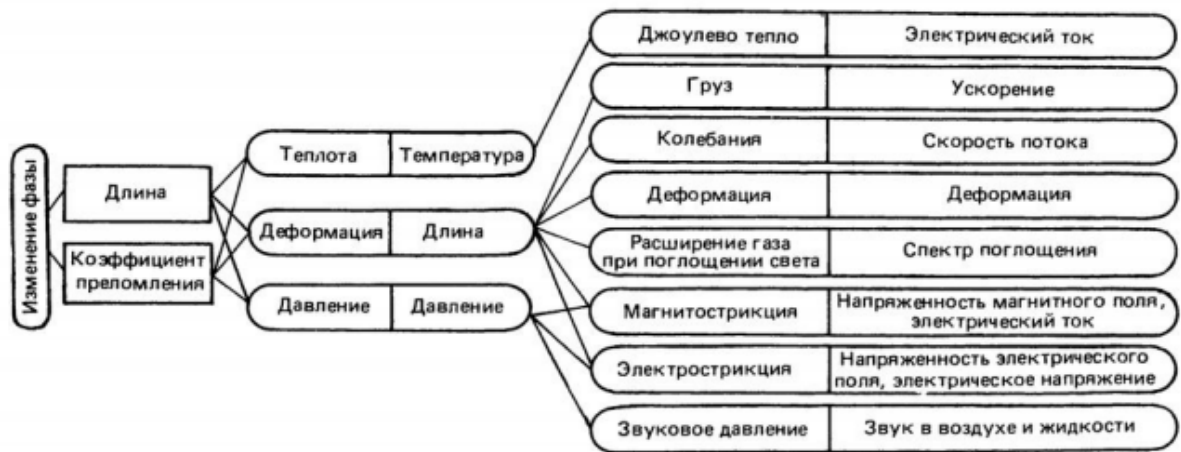 Изменение фазы
Длина
Коэффициент
преломления
Теплота
Температура
Деформация
Длина
Давление
Давление
Джоулево тепло
Электрический ток
Груз
Ускорение
Колебания
Скорость потока
Деформация
Деформация
Расширение газа
при поглощении света
Спектр поглощения
Магнитострикция
Напряженность магнитного поля,
электрический ток
Электрострикция
Напряженность электрического
поля, электрическое напряжение
Звуковое давление
Звук в воздухе и жидкости